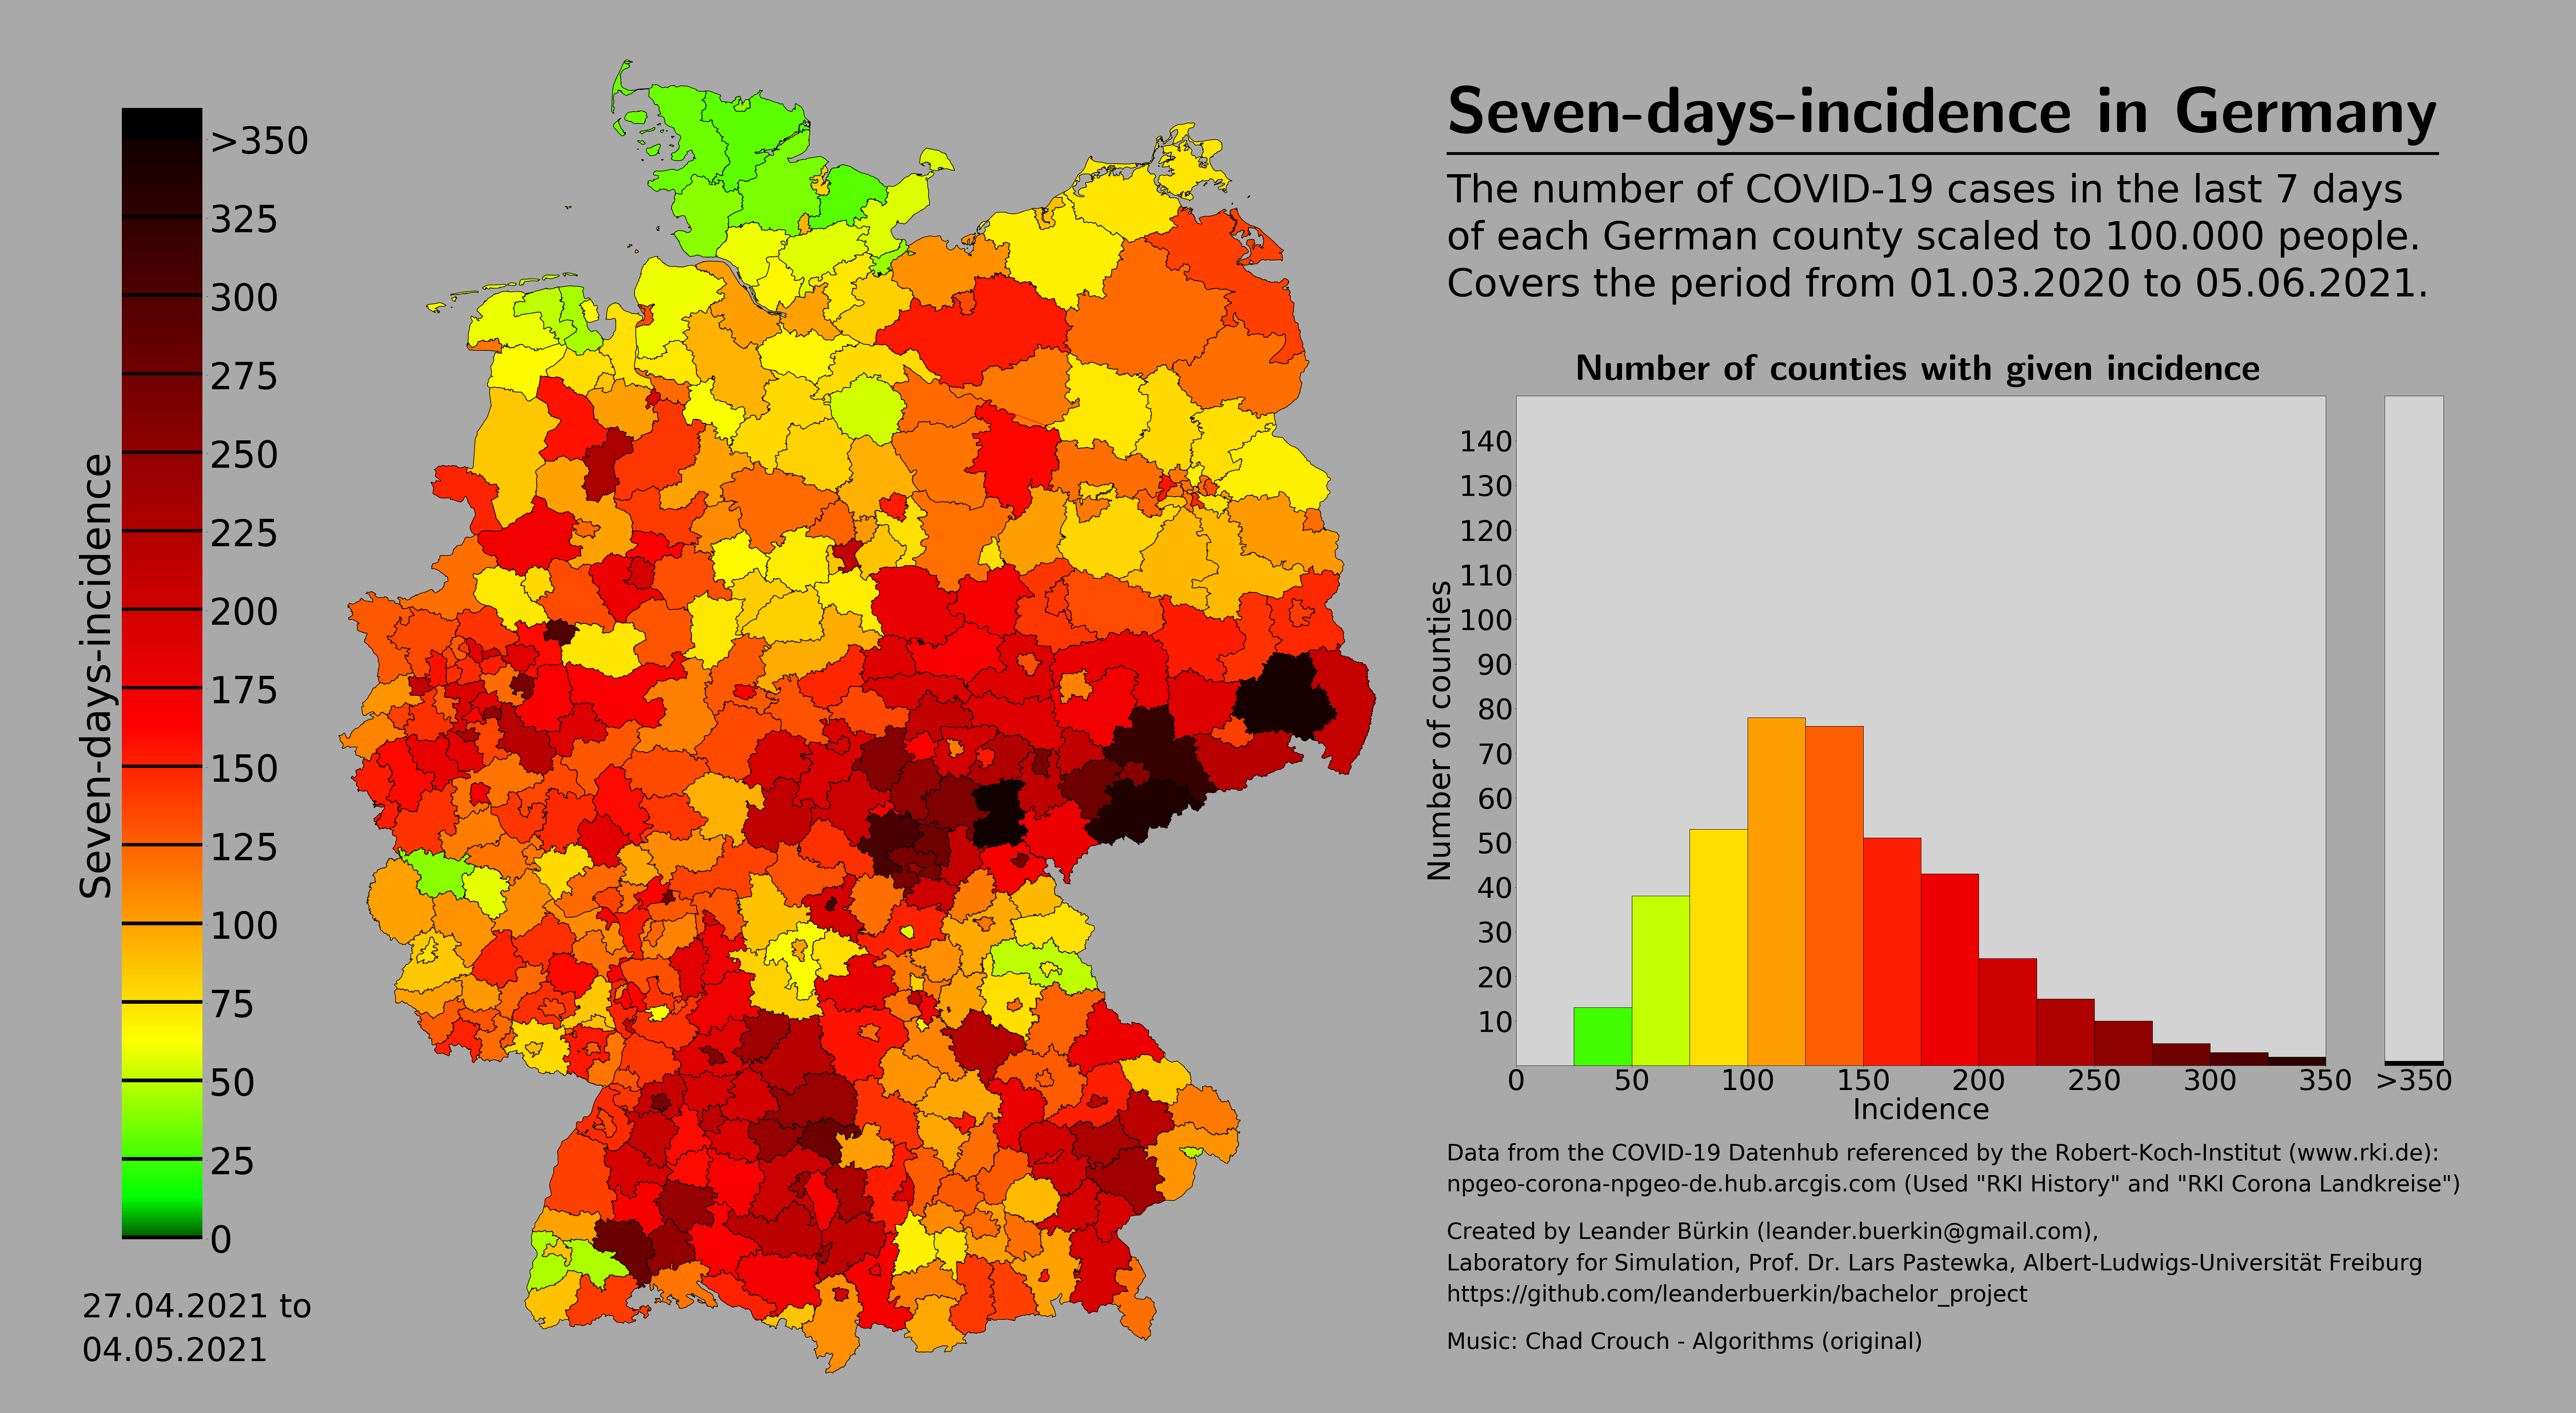 Seven-days-incidence
>350
325
300
275
250
225
200
175
150
125
100
75
50
25
0
27.04.2021 to
04.05.2021
Seven-days-incidence in Germany
The number of COVID-19 cases in the last 7 days
of each German county scaled to 100.000 people.
Covers the period from 01.03.2020 to 05.06.2021.
Number of counties with given incidence
Number of counties
140
130
120
110
100
90
80
70
60
50
40
30
20
10
0 50 100 150 200 250 300 350 >350
Incidence
Data from the COVID-19 Datenhub referenced by the Robert-Koch-Institut (www.rki.de):
npgeo-corona-npgeo-de.hub.arcgis.com (Used "RKI History" and "RKI Corona Landkreise")
Created by Leander Bürkin (leander.buerkin@gmail.com),
Laboratory for Simulation, Prof. Dr. Lars Pastewka, Albert-Ludwigs-Universität Freiburg
https://github.com/leanderbuerkin/bachelor_project
Music: Chad Crouch - Algorithms (original)